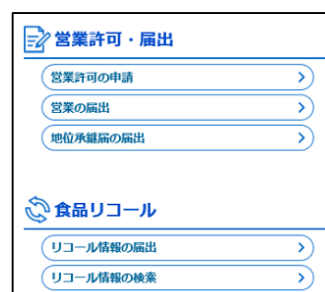 営業許可・届出
営業許可の申請
営業の届出
地位承継届の届出
食品リコール
リコール情報の届出
リコール情報の検索